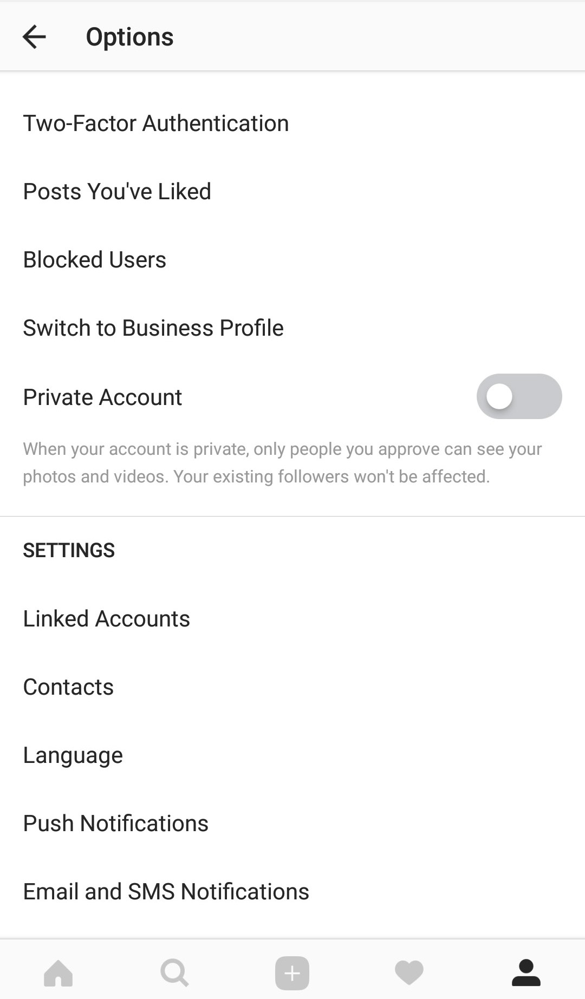 Options
Two-Factor Authentication
Posts You've Liked
Blocked Users
Switch to Business Profile
Private Account
When your account is private, only people you approve can see your
photos and videos. Your existing followers won't be affected.
SETTINGS
Linked Accounts
Contacts
Language
Push Notifications
Email and SMS Notifications